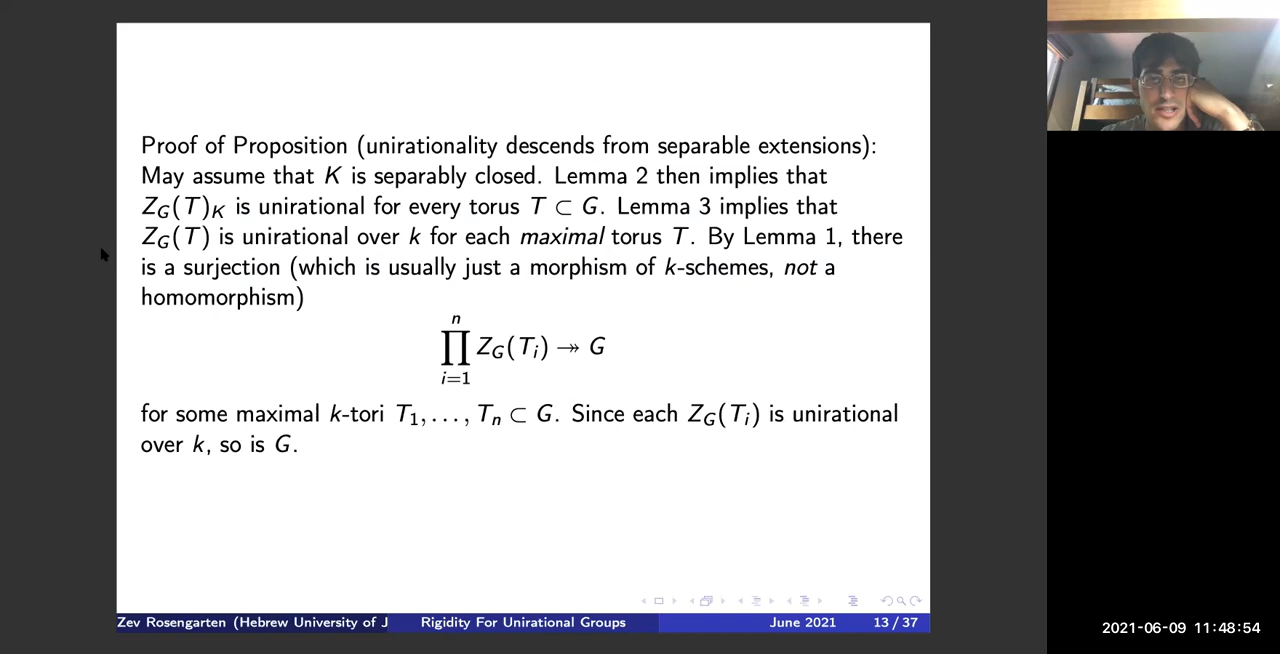 Proof of Proposition (unirationality descends from separable extensions):
May assume that K is separably closed. Lemma 2 then implies that
Z_G(T)_K is unirational for every torus T ⊂ G. Lemma 3 implies that
Z_G(T) is unirational over k for each maximal torus T. By Lemma 1, there
is a surjection (which is usually just a morphism of k-schemes, not a
homomorphism)
∏_{i=1}^{n} Z_G(T_i) ↠ G
for some maximal k-tori T_1, . . . , T_n ⊂ G. Since each Z_G(T_i) is unirational
over k, so is G.
Zev Rosengarten (Hebrew University of J Rigidity For Unirational Groups June 2021 13 / 37
2021-06-09 11:48:54